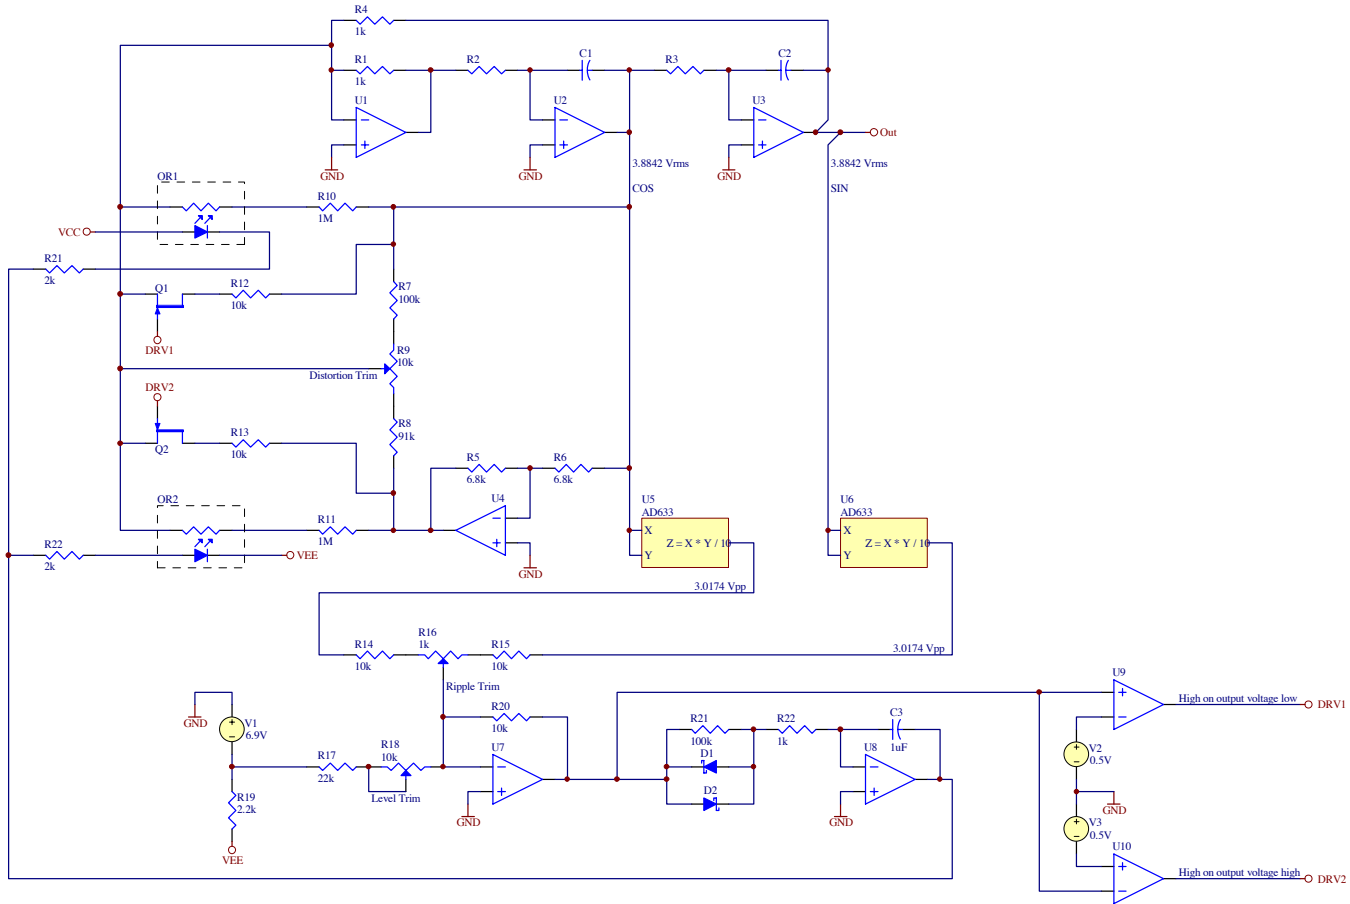 R4
1k
R1
1k
R2
C1
R3
C2
U1
U2
U3
Out
GND
GND
GND
3.8842 Vrms
3.8842 Vrms
COS
SIN
OR1
R10
1M
VCC
R21
2k
Q1
R12
10k
R7
100k
DRV1
R9
10k
Distortion Trim
DRV2
R13
10k
Q2
R8
91k
R5
6.8k
R6
6.8k
OR2
R11
1M
U4
U5
AD633
X
Y
Z = X * Y / 10
U6
AD633
X
Y
Z = X * Y / 10
R22
2k
VEE
GND
3.0174 Vpp
R14
10k
R16
1k
R15
10k
3.0174 Vpp
Ripple Trim
GND
V1
6.9V
R20
10k
R17
22k
R18
10k
Level Trim
U7
GND
R19
2.2k
VEE
R21
100k
D1
D2
R22
1k
C3
1uF
U8
GND
U9
High on output voltage low
DRV1
V2
0.5V
GND
V3
0.5V
U10
High on output voltage high
DRV2